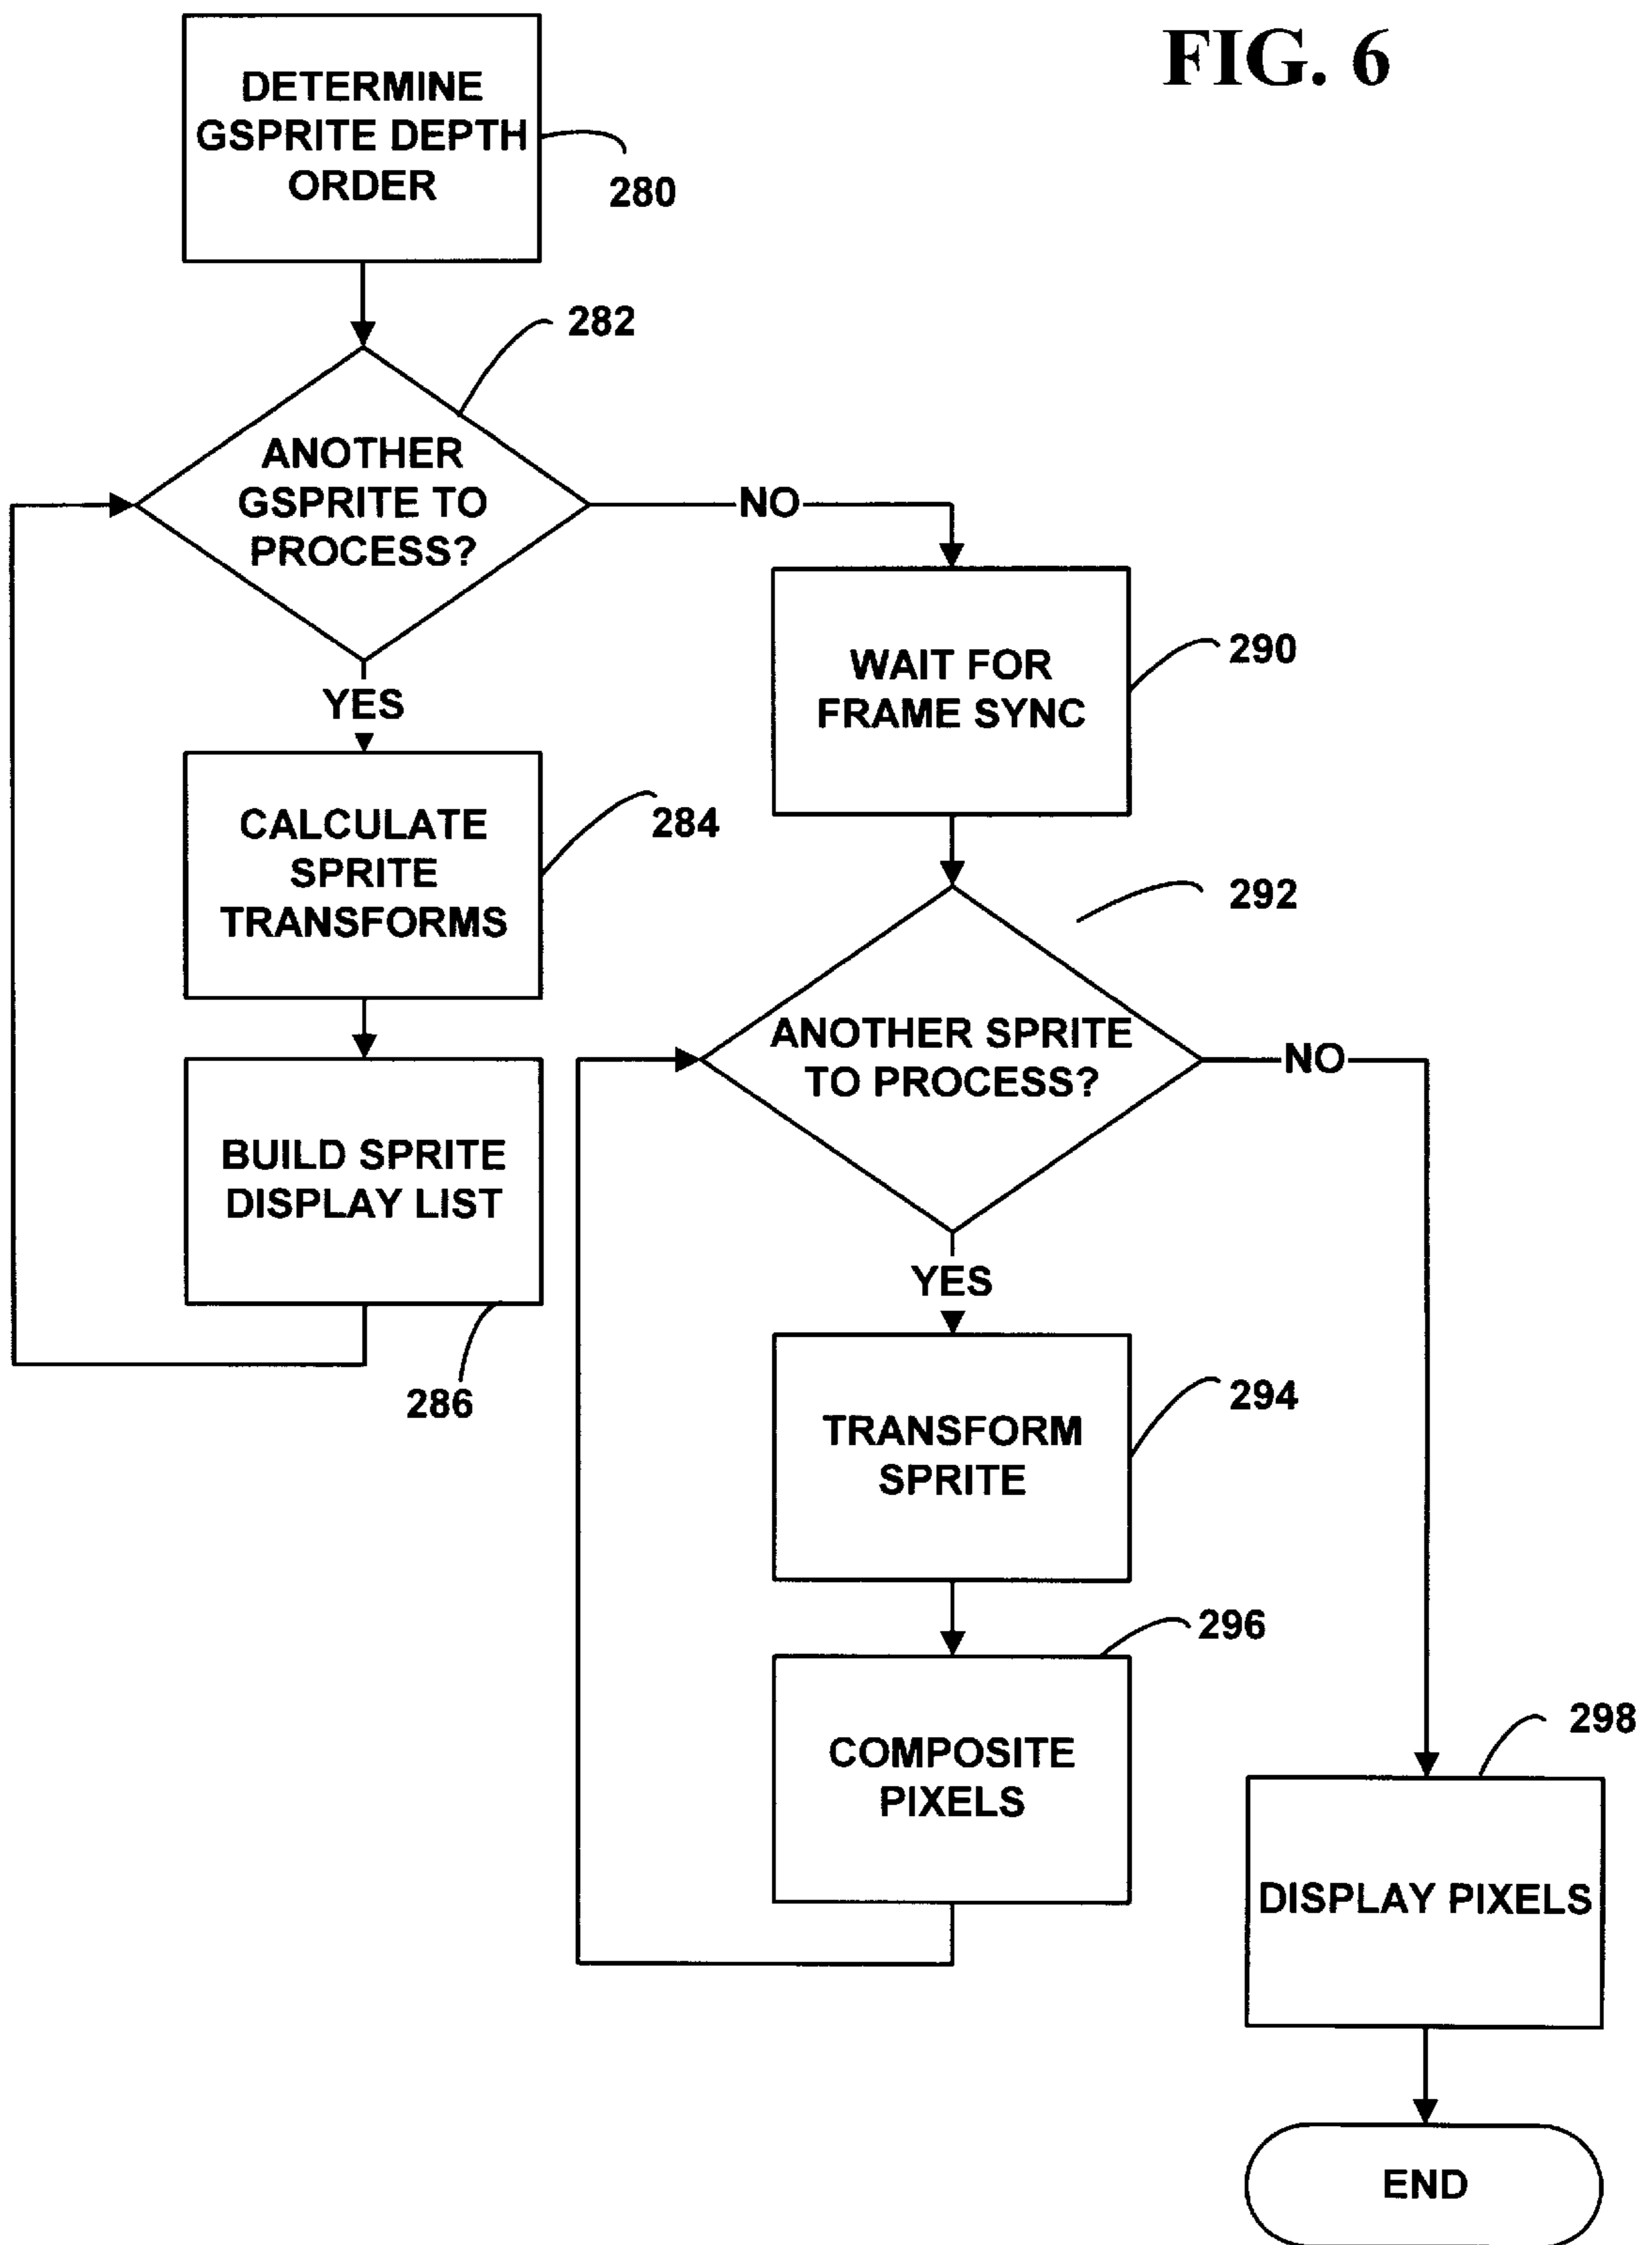 FIG. 6
DETERMINE
GSPRITE DEPTH
ORDER
280
282
ANOTHER
GSPRITE TO
PROCESS?
NO
YES
CALCULATE
SPRITE
TRANSFORMS
284
BUILD SPRITE
DISPLAY LIST
286
WAIT FOR
FRAME SYNC
290
292
ANOTHER SPRITE
TO PROCESS?
NO
YES
TRANSFORM
SPRITE
294
296
COMPOSITE
PIXELS
298
DISPLAY PIXELS
END